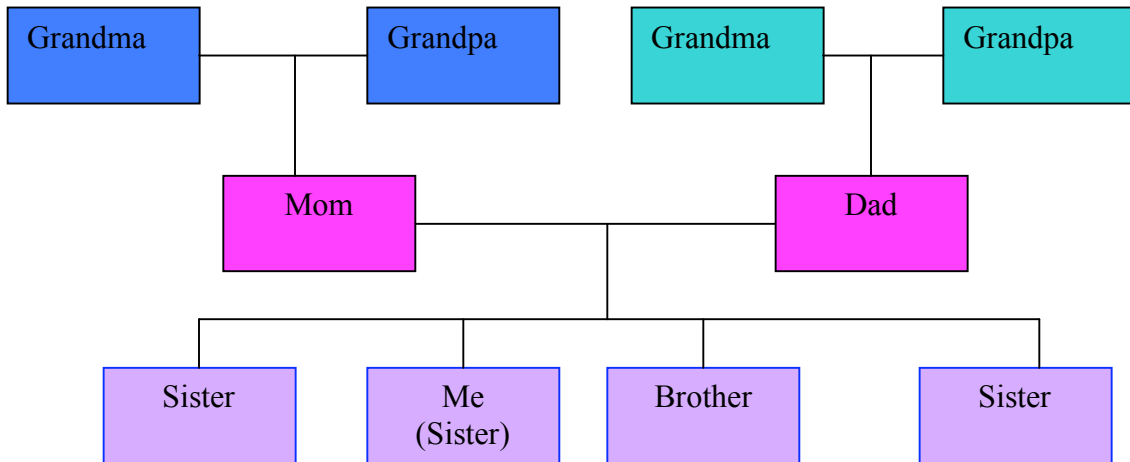 Grandma
Grandpa
Grandma
Grandpa
Mom
Dad
Sister
Me
(Sister)
Brother
Sister